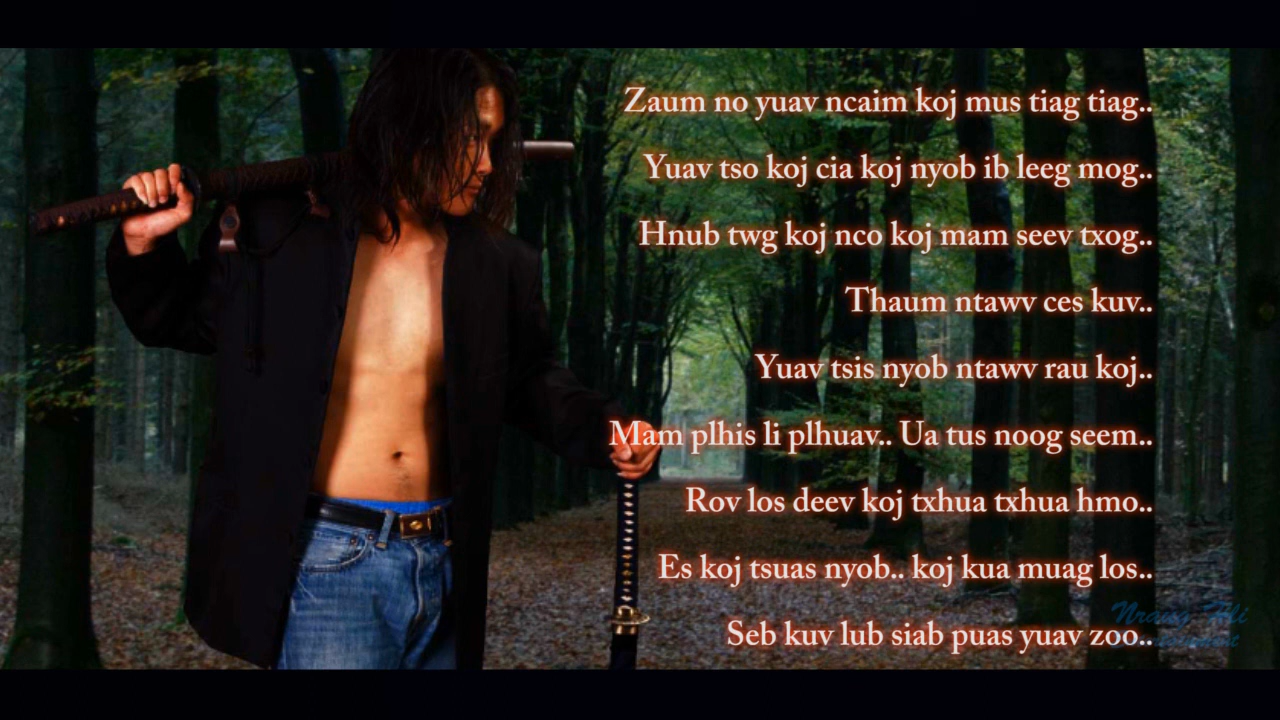 Zaum no yuav ncaim koj mus tiag tiag..
Yuav tso koj cia koj nyob ib leeg mog..
Hnub twg koj nco koj mam seev txog..
Thaum ntawv ces kuv..
Yuav tsis nyob ntawv rau koj..
Mam plhis li plhuav.. Ua tus noog seem..
Rov los deev koj txhua txhua hmo..
Es koj tsuas nyob.. koj kua muag los..
Seb kuv lub siab puas yuav zoo..
Nrang Hli